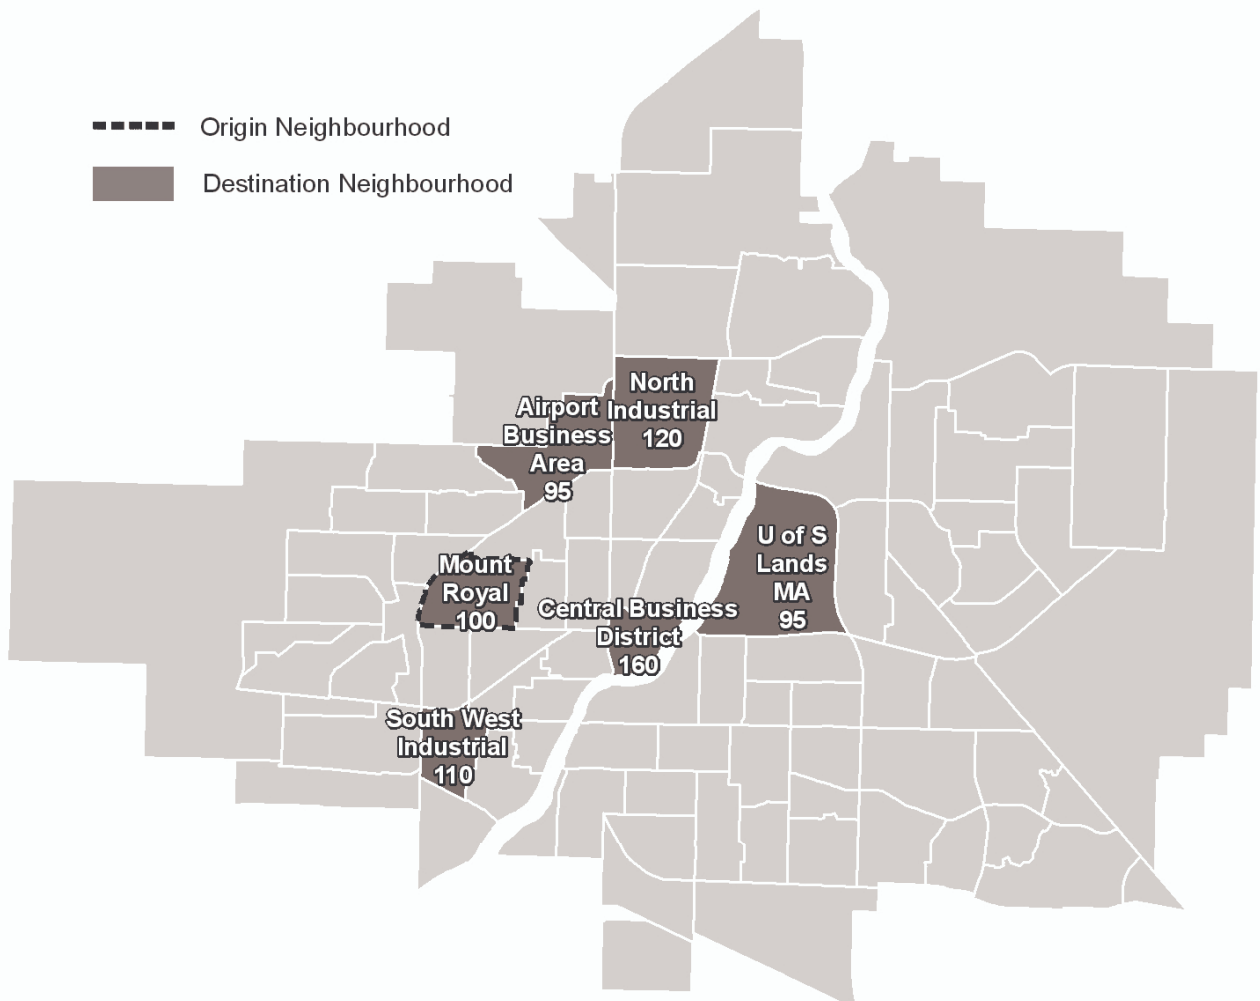 Origin Neighbourhood
Destination Neighbourhood
North
Industrial
120
Airport
Business
Area
95
U of S
Lands
MA
95
Mount
Royal
100
Central Business
District
160
South West
Industrial
110